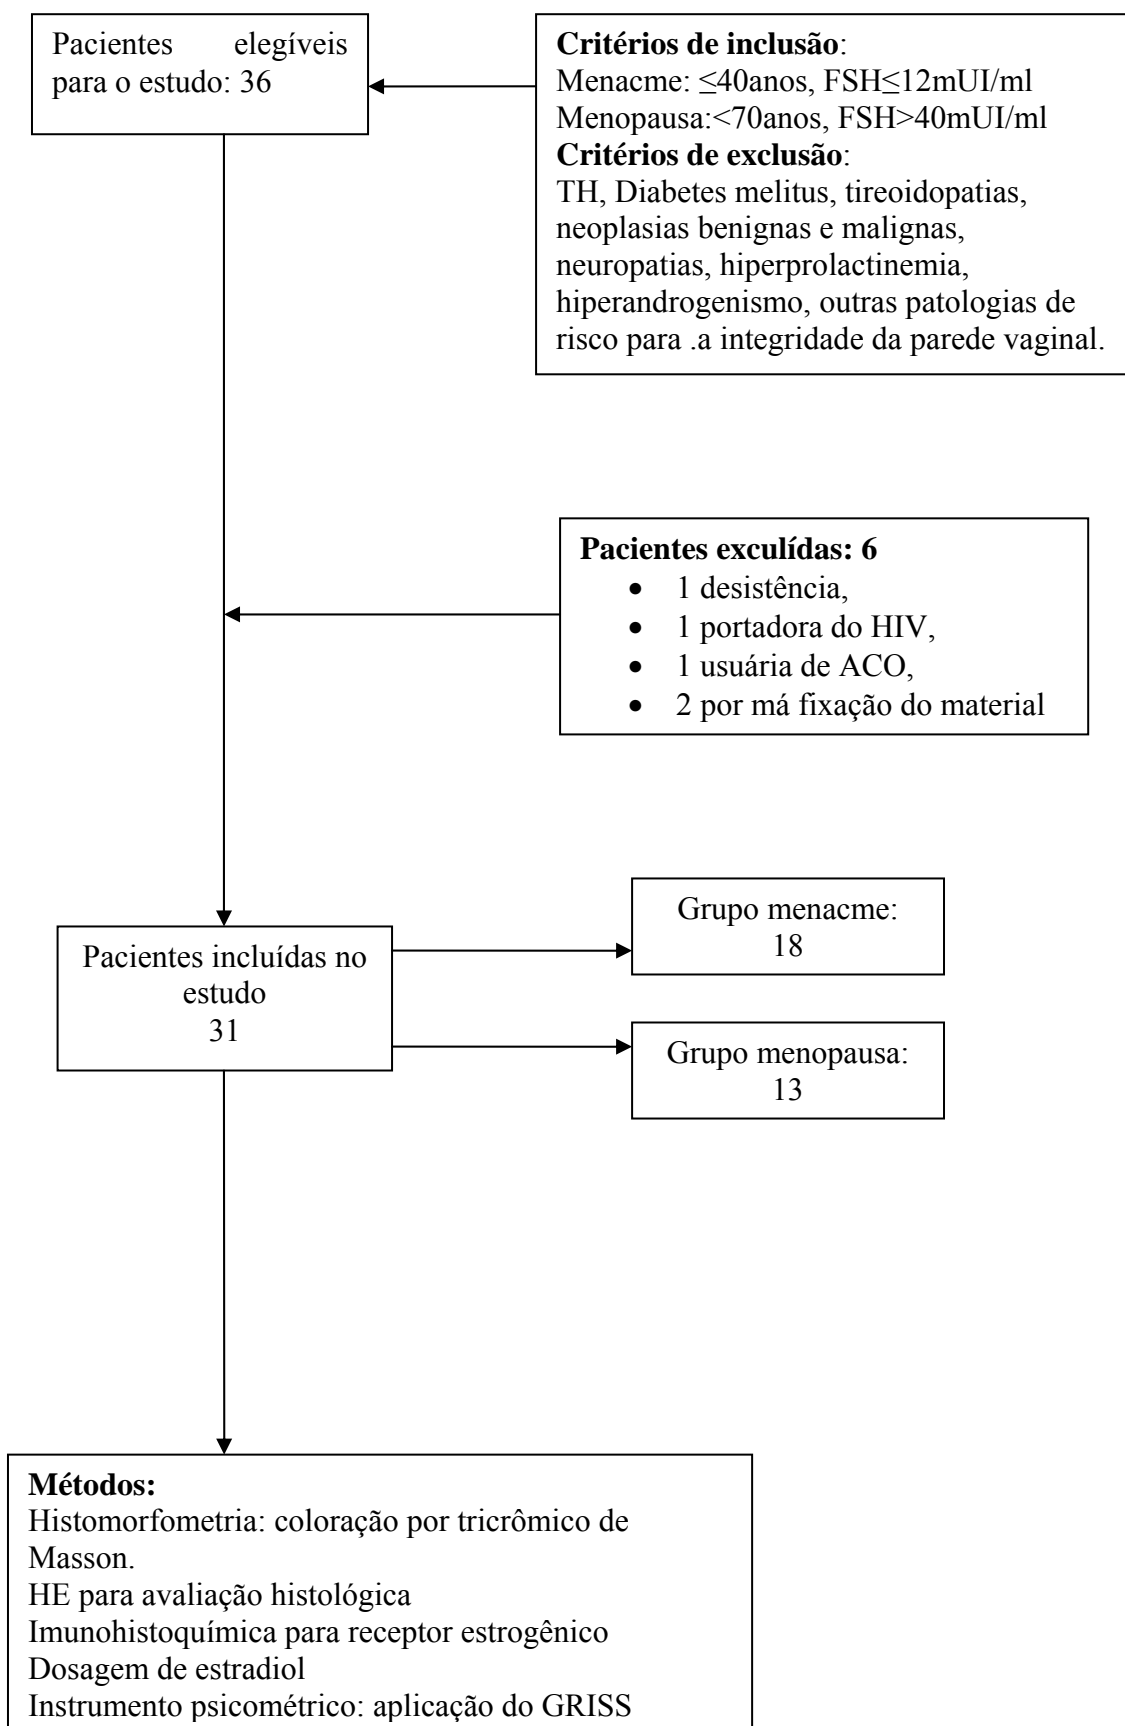 Pacientes elegíveis
para o estudo: 36
Critérios de inclusão:
Menacme: ≤40anos, FSH≤12mUI/ml
Menopausa:<70anos, FSH>40mUI/ml
Critérios de exclusão:
TH, Diabetes melitus, tireoidopatias,
neoplasias benignas e malignas,
neuropatias, hiperprolactinemia,
hiperandrogenismo, outras patologias de
risco para .a integridade da parede vaginal.
Pacientes exculídas: 6
• 1 desistência,
• 1 portadora do HIV,
• 1 usuária de ACO,
• 2 por má fixação do material
Grupo menacme:
18
Pacientes incluídas no
estudo
31
Grupo menopausa:
13
Métodos:
Histomorfometria: coloração por tricrômico de
Masson.
HE para avaliação histológica
Imunohistoquímica para receptor estrogênico
Dosagem de estradiol
Instrumento psicométrico: aplicação do GRISS